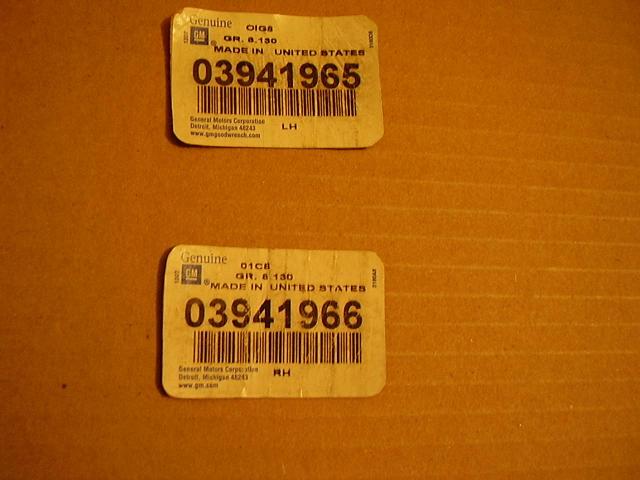 Genuine
GM
®
OIG8
GR. 8.130
MADE IN UNITED STATES
03941965
General Motors Corporation
Detroit, Michigan 48243
www.gmgoodwrench.com
LH
Genuine
GM
®
01C8
GR. 8.130
MADE IN UNITED STATES
03941966
General Motors Corporation
Detroit, Michigan 48243
www.gm.com
RH